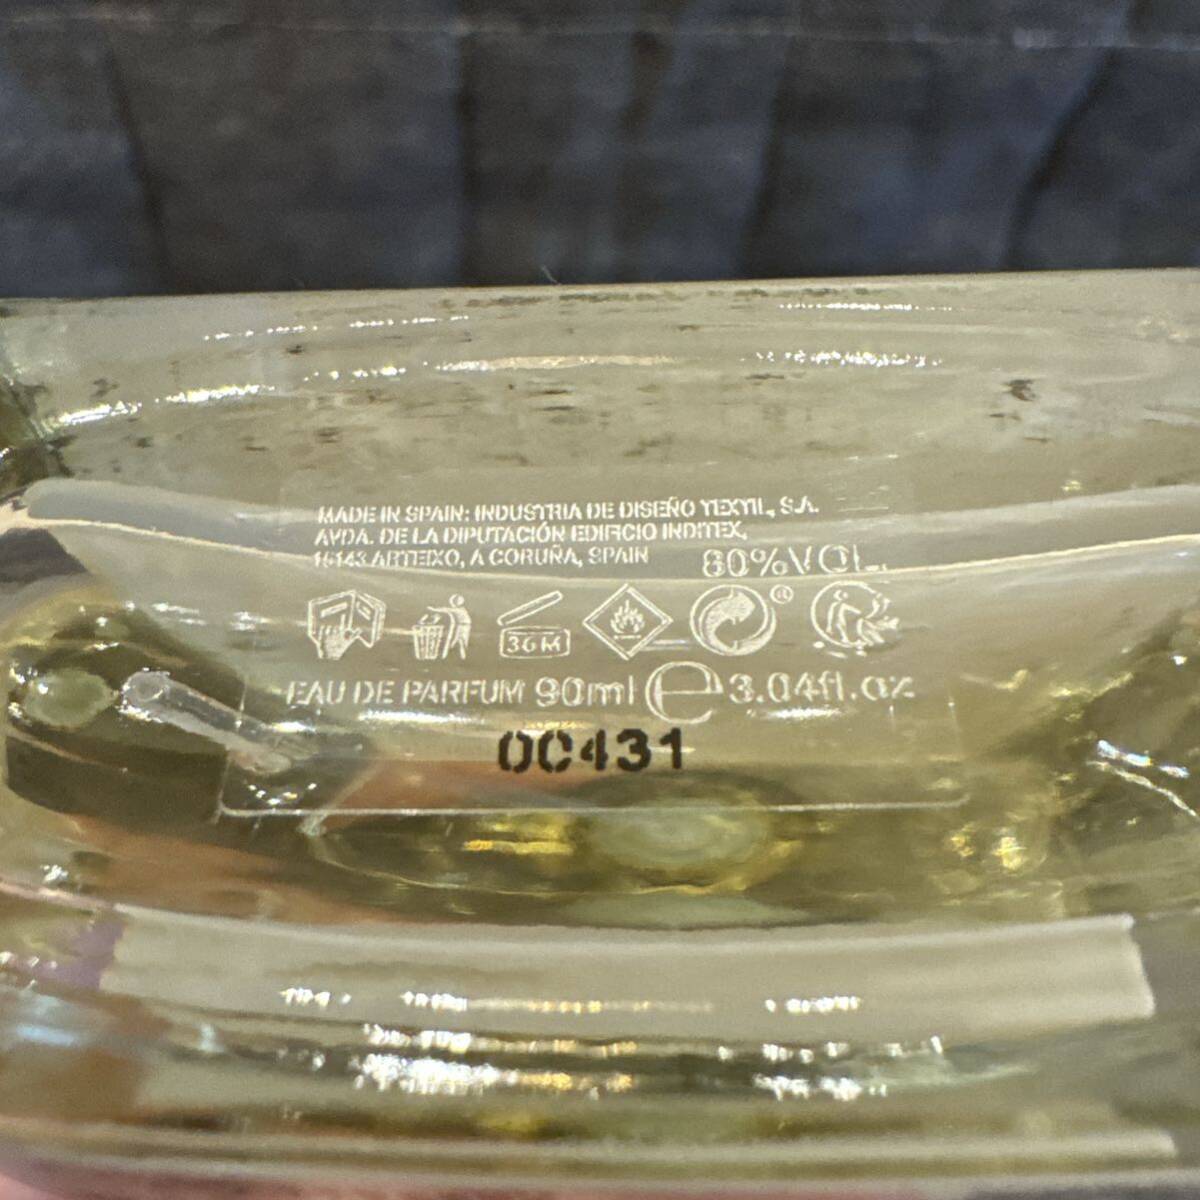 MADE IN SPAIN: INDUSTRIA DE DISEÑO TEXTIL, S.A.
AVDA. DE LA DIPUTACIÓN EDIFICIO INDITEX,
15143 ARTEIXO, A CORUÑA, SPAIN 80%VOL.
36M
®
EAU DE PARFUM 90ml e 3.04fl.oz
00431